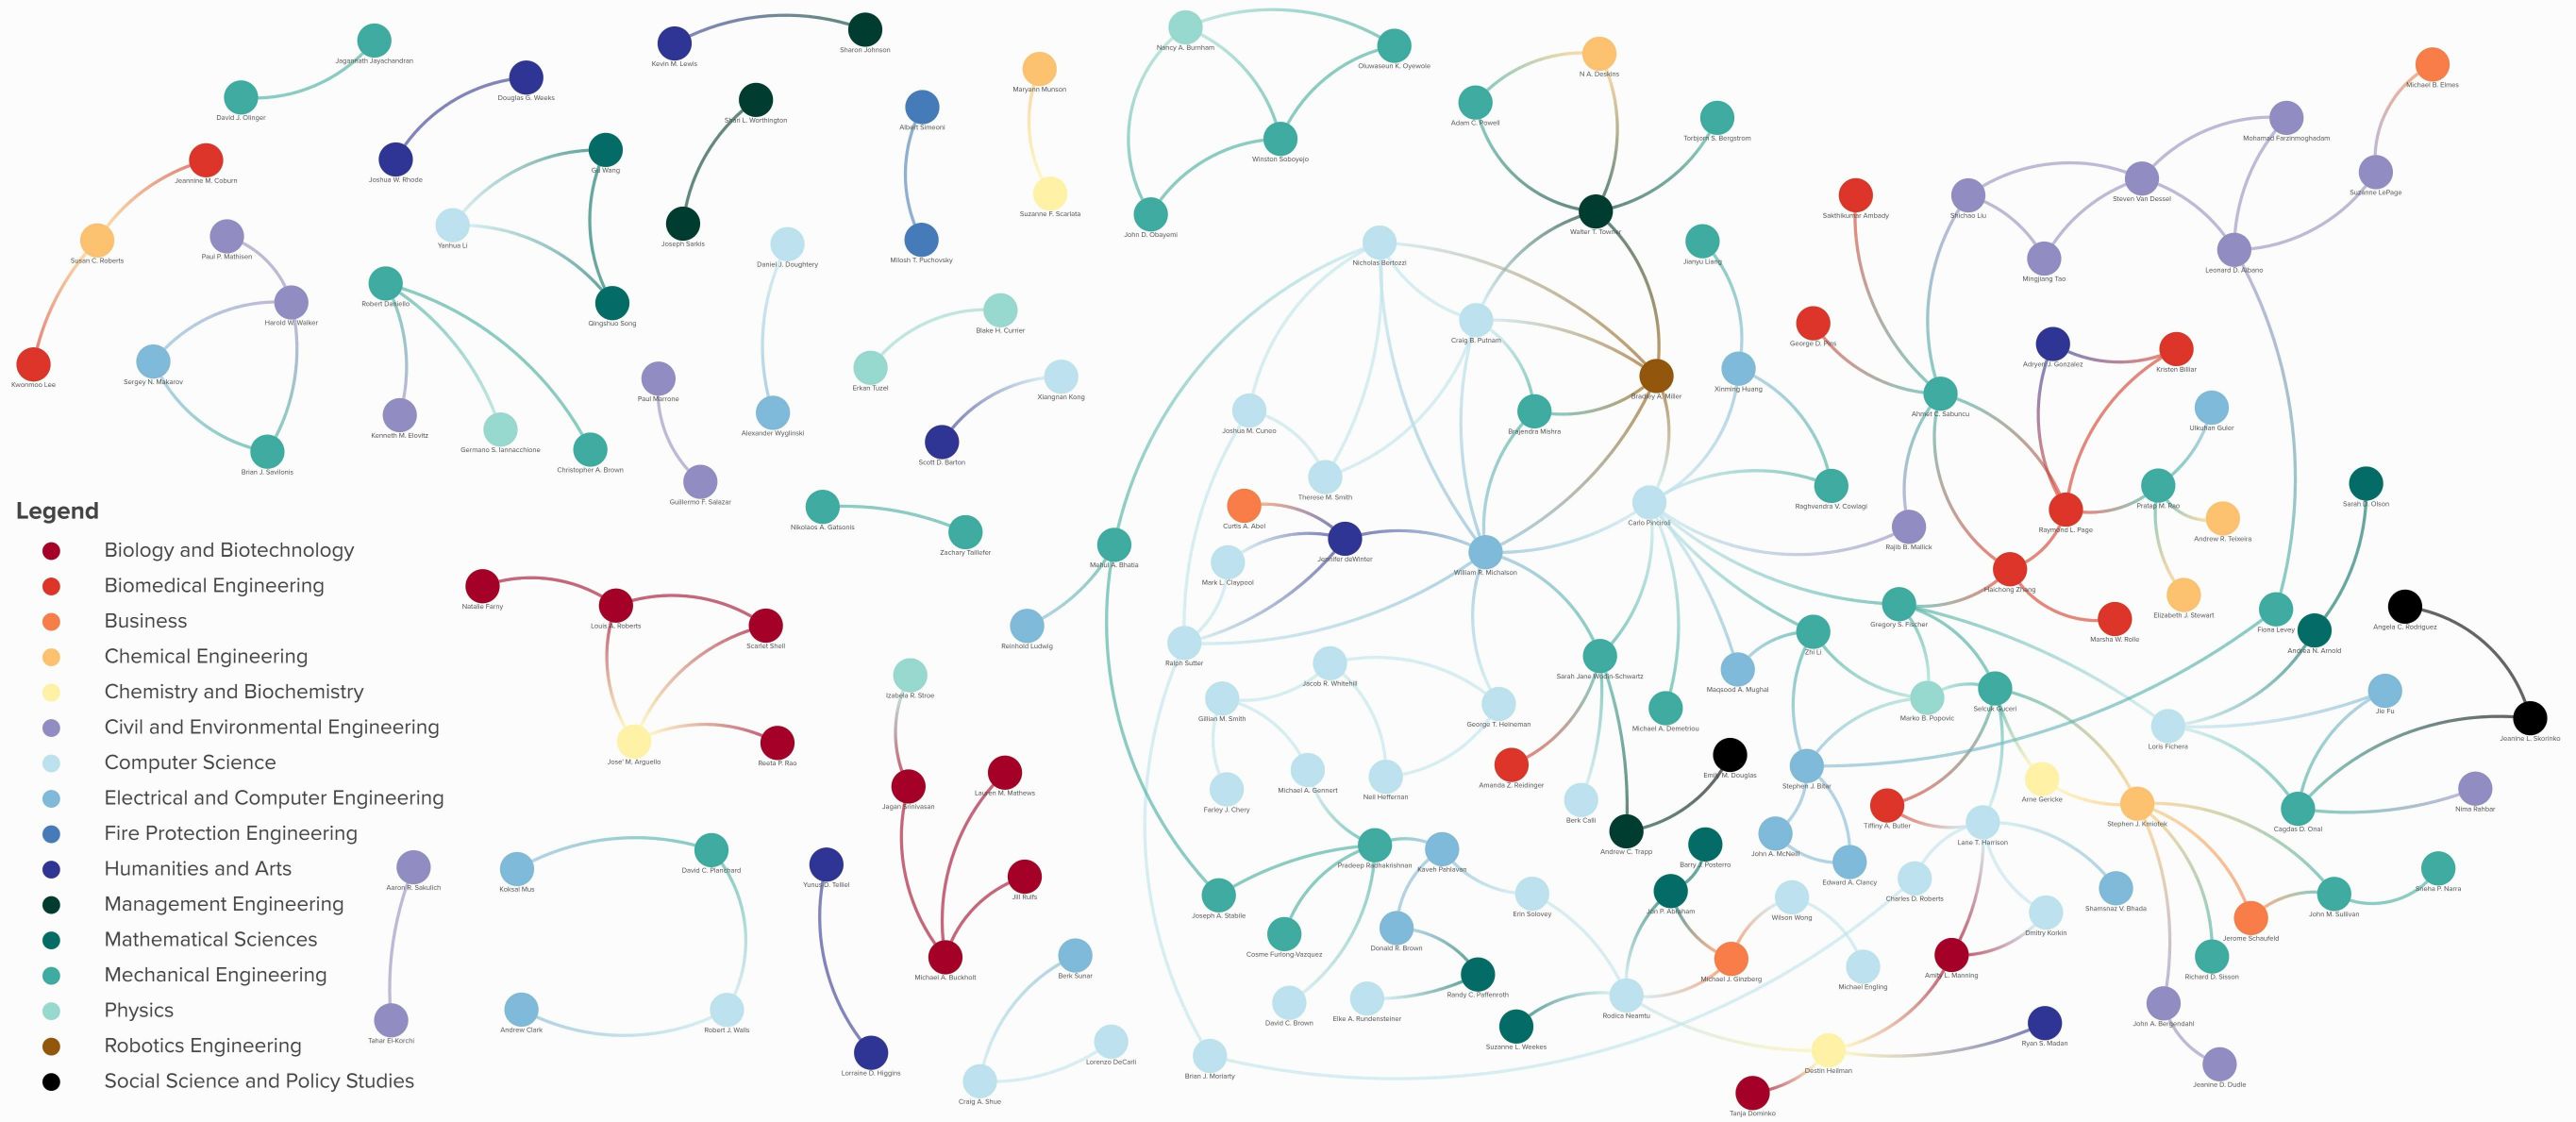 Jagannath Jayachandran
David J. Olinger
Kevin M. Lewis
Sharon Johnson
Douglas G. Weeks
Joshua W. Rhode
Shari L. Worthington
Joseph Sarkis
Albert Simeoni
Milosh T. Puchovsky
Maryann Munson
Suzanne F. Scarlata
Nancy A. Burnham
Oluwaseun K. Oyewole
Winston Soboyejo
John D. Obayemi
N A. Deskins
Adam C. Powell
Torbjorn S. Bergstrom
Walter T. Towner
Michael B. Elmes
Mohamad Farzinmoghadam
Suzanne LePage
Steven Van Dessel
Shichao Liu
Mingjiang Tao
Leonard D. Albano
Sakthikumar Ambady
Jeannine M. Coburn
Susan C. Roberts
Kwonmoo Lee
Paul P. Mathisen
Harold W. Walker
Sergey N. Makarov
Brian J. Savilonis
Gu Wang
Yanhua Li
Qingshuo Song
Robert Daniello
Kenneth M. Elovitz
Germano S. Iannacchione
Christopher A. Brown
Daniel J. Doughtery
Alexander Wyglinski
Paul Marrone
Guillermo F. Salazar
Blake H. Currier
Erkan Tuzel
Xiangnan Kong
Scott D. Barton
Nikolaos A. Gatsonis
Zachary Taillefer
Nicholas Bertozzi
Craig B. Putnam
Bradley A. Miller
Brajendra Mishra
Joshua M. Cuneo
Therese M. Smith
Jianyu Liang
Xinming Huang
Raghvendra V. Cowlagi
George D. Pins
Ahmet C. Sabuncu
Adryen J. Gonzalez
Kristen Billiar
Ulkuhan Guler
Pratap M. Rao
Andrew R. Teixeira
Elizabeth J. Stewart
Raymond L. Page
Rajib B. Mallick
Haichong Zhang
Marsha W. Rolle
Sarah D. Olson
Andrea N. Arnold
Fiona Levey
Angela C. Rodriguez
Jeanine L. Skorinko
Curtis A. Abel
Jennifer deWinter
Mark L. Claypool
William R. Michalson
Carlo Pinciroli
Mehul A. Bhatia
Reinhold Ludwig
Ralph Sutter
Legend
Biology and Biotechnology
Biomedical Engineering
Business
Chemical Engineering
Chemistry and Biochemistry
Civil and Environmental Engineering
Computer Science
Electrical and Computer Engineering
Fire Protection Engineering
Humanities and Arts
Management Engineering
Mathematical Sciences
Mechanical Engineering
Physics
Robotics Engineering
Social Science and Policy Studies
Natalie Farny
Louis A. Roberts
Scarlet Shell
Jose' M. Arguello
Reeta P. Rao
Izabela R. Stroe
Jagan Srinivasan
Lauren M. Mathews
Jill Rulfs
Michael A. Buckholt
Aaron R. Sakulich
Tahar El-Korchi
Koksal Mus
David C. Planchard
Andrew Clark
Robert J. Walls
Yunus D. Telliel
Lorraine D. Higgins
Berk Sunar
Lorenzo DeCarli
Craig A. Shue
Jacob R. Whitehill
Gillian M. Smith
George T. Heineman
Farley J. Chery
Michael A. Gennert
Neil Heffernan
Sarah Jane Wodin-Schwartz
Amanda Z. Reidinger
Berk Calli
Michael A. Demetriou
Maqsood A. Mughal
Zhi Li
Emily M. Douglas
Andrew C. Trapp
Gregory S. Fischer
Marko B. Popovic
Selcuk Guceri
Stephen J. Bitar
John A. McNeill
Edward A. Clancy
Loris Fichera
Jie Fu
Cagdas D. Onal
Nima Rahbar
Arne Gericke
Tiffiny A. Butler
Lane T. Harrison
Stephen J. Kmiotek
Shamsnaz V. Bhada
Charles D. Roberts
Dmitry Korkin
Amity L. Manning
Jerome Schaufeld
John M. Sullivan
Sneha P. Narra
Richard D. Sisson
John A. Bergendahl
Jeanine D. Dudle
Pradeep Radhakrishnan
Kaveh Pahlavan
Joseph A. Stabile
Cosme Furlong-Vazquez
David C. Brown
Donald R. Brown
Erin Solovey
Randy C. Paffenroth
Elke A. Rundensteiner
Suzanne L. Weekes
Rodica Neamtu
Barry J. Posterro
Jon P. Abraham
Michael J. Ginzberg
Wilson Wong
Michael Engling
Brian J. Moriarty
Destin Heilman
Ryan S. Madan
Tanja Dominko